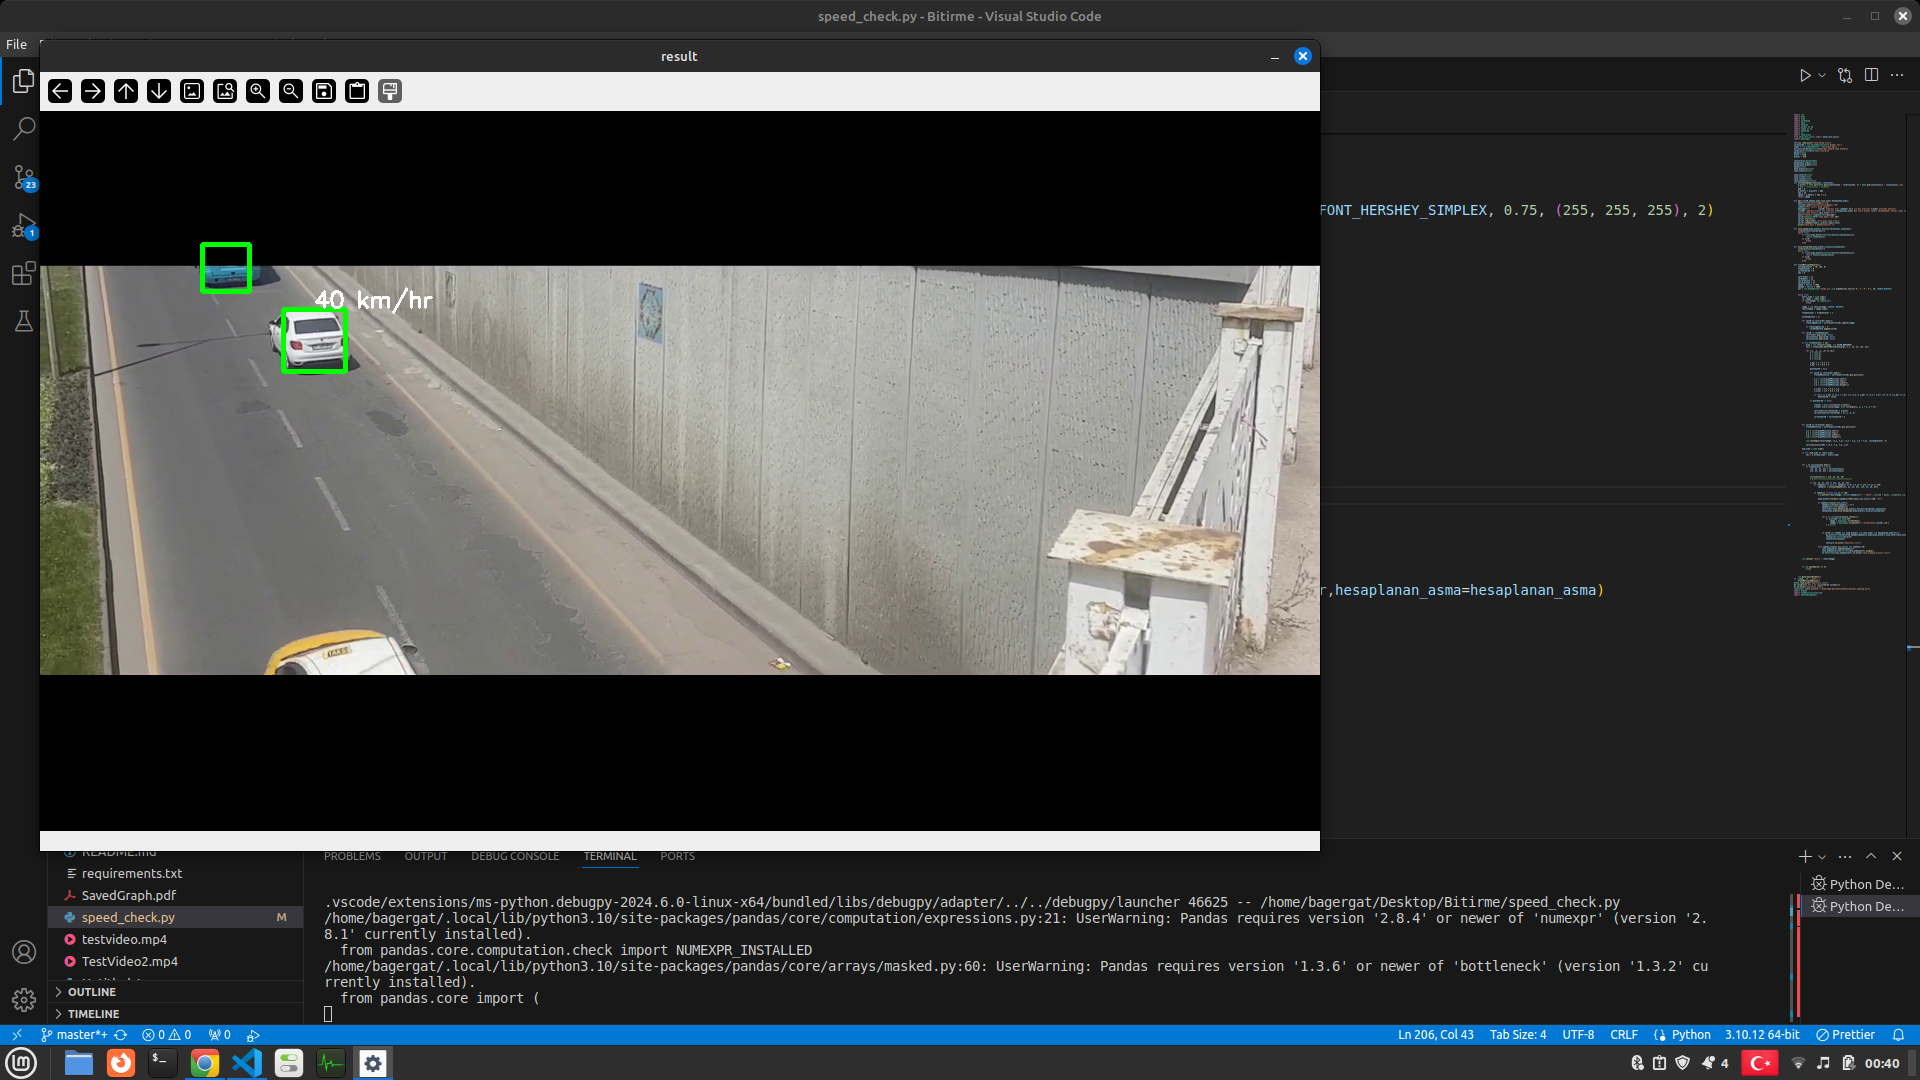 speed_check.py - Bitirme - Visual Studio Code
File
result
FONT_HERSHEY_SIMPLEX, 0.75, (255, 255, 255), 2)
40 km/hr
TAKSİ
r,hesaplanan_asma=hesaplanan_asma)
23
1
README.md
requirements.txt
SavedGraph.pdf
speed_check.py M
testvideo.mp4
TestVideo2.mp4
OUTLINE
TIMELINE
PROBLEMS OUTPUT DEBUG CONSOLE TERMINAL PORTS
.vscode/extensions/ms-python.debugpy-2024.6.0-linux-x64/bundled/libs/debugpy/adapter/../../debugpy/launcher 46625 -- /home/bagergat/Desktop/Bitirme/speed_check.py
/home/bagergat/.local/lib/python3.10/site-packages/pandas/core/computation/expressions.py:21: UserWarning: Pandas requires version '2.8.4' or newer of 'numexpr' (version '2.
8.1' currently installed).
from pandas.core.computation.check import NUMEXPR_INSTALLED
/home/bagergat/.local/lib/python3.10/site-packages/pandas/core/arrays/masked.py:60: UserWarning: Pandas requires version '1.3.6' or newer of 'bottleneck' (version '1.3.2' cu
rrently installed).
from pandas.core import (
Python De...
Python De...
master*+ 0 0 0
Ln 206, Col 43 Tab Size: 4 UTF-8 CRLF Python 3.10.12 64-bit Prettier
4 00:40